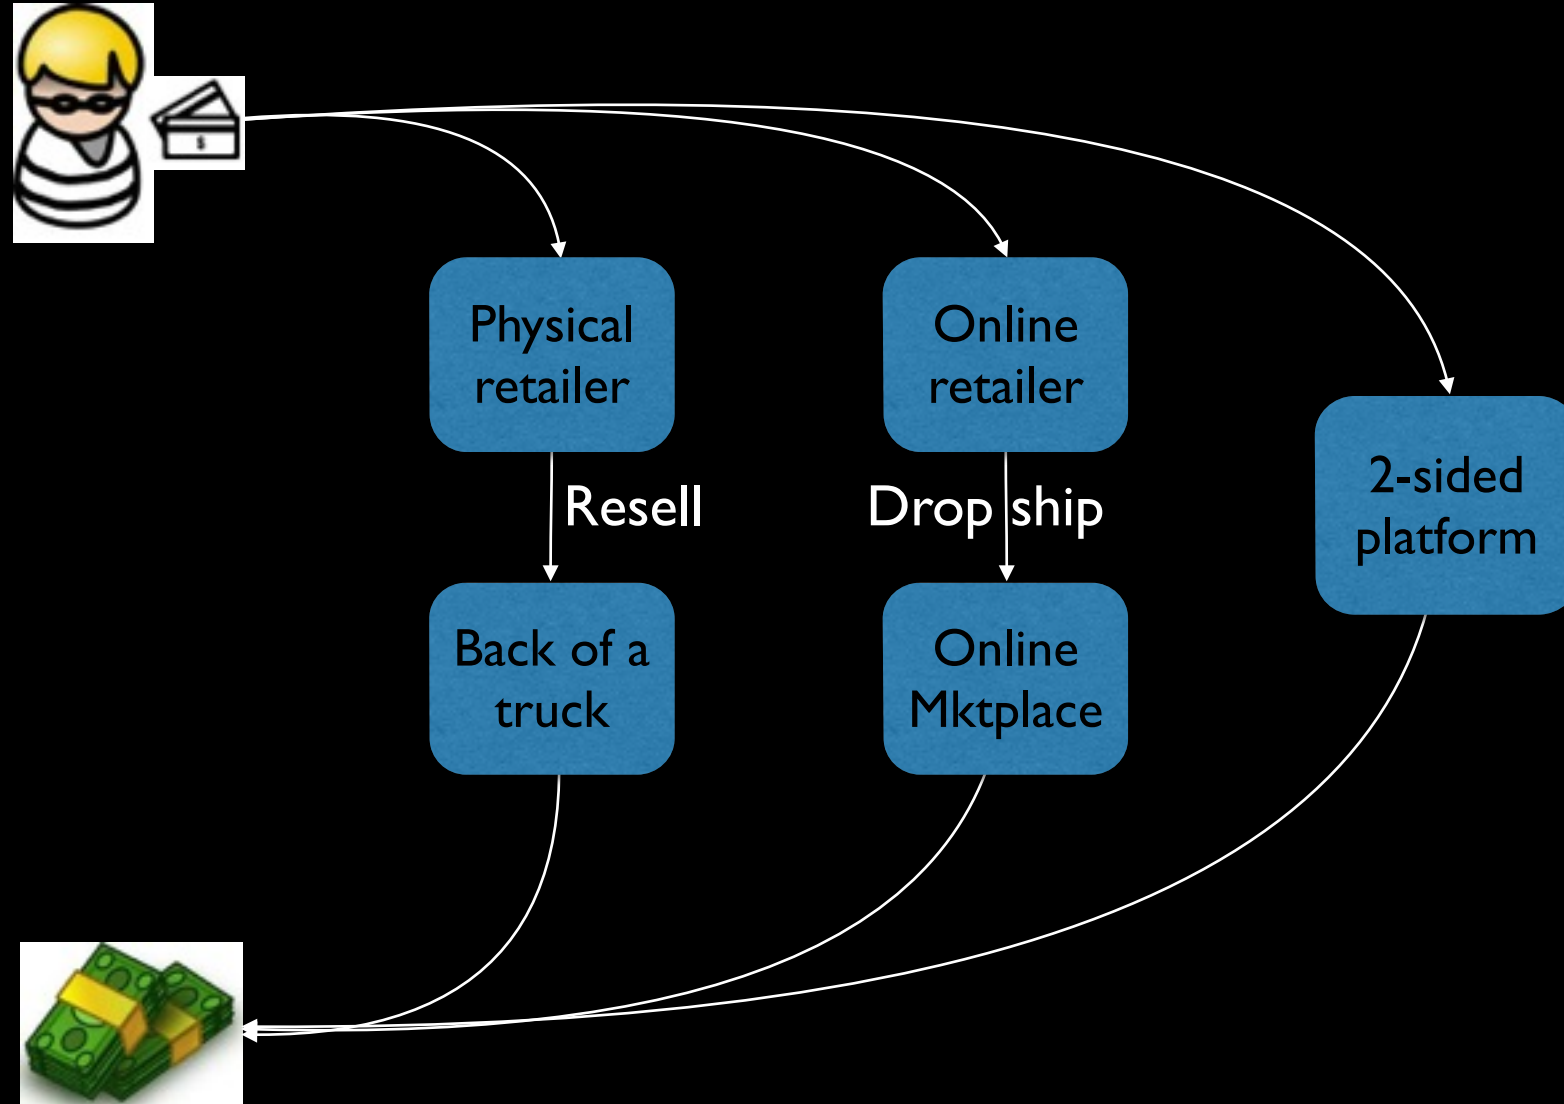 $
Physical
retailer
Online
retailer
2-sided
platform
Resell
Drop ship
Back of a
truck
Online
Mktplace